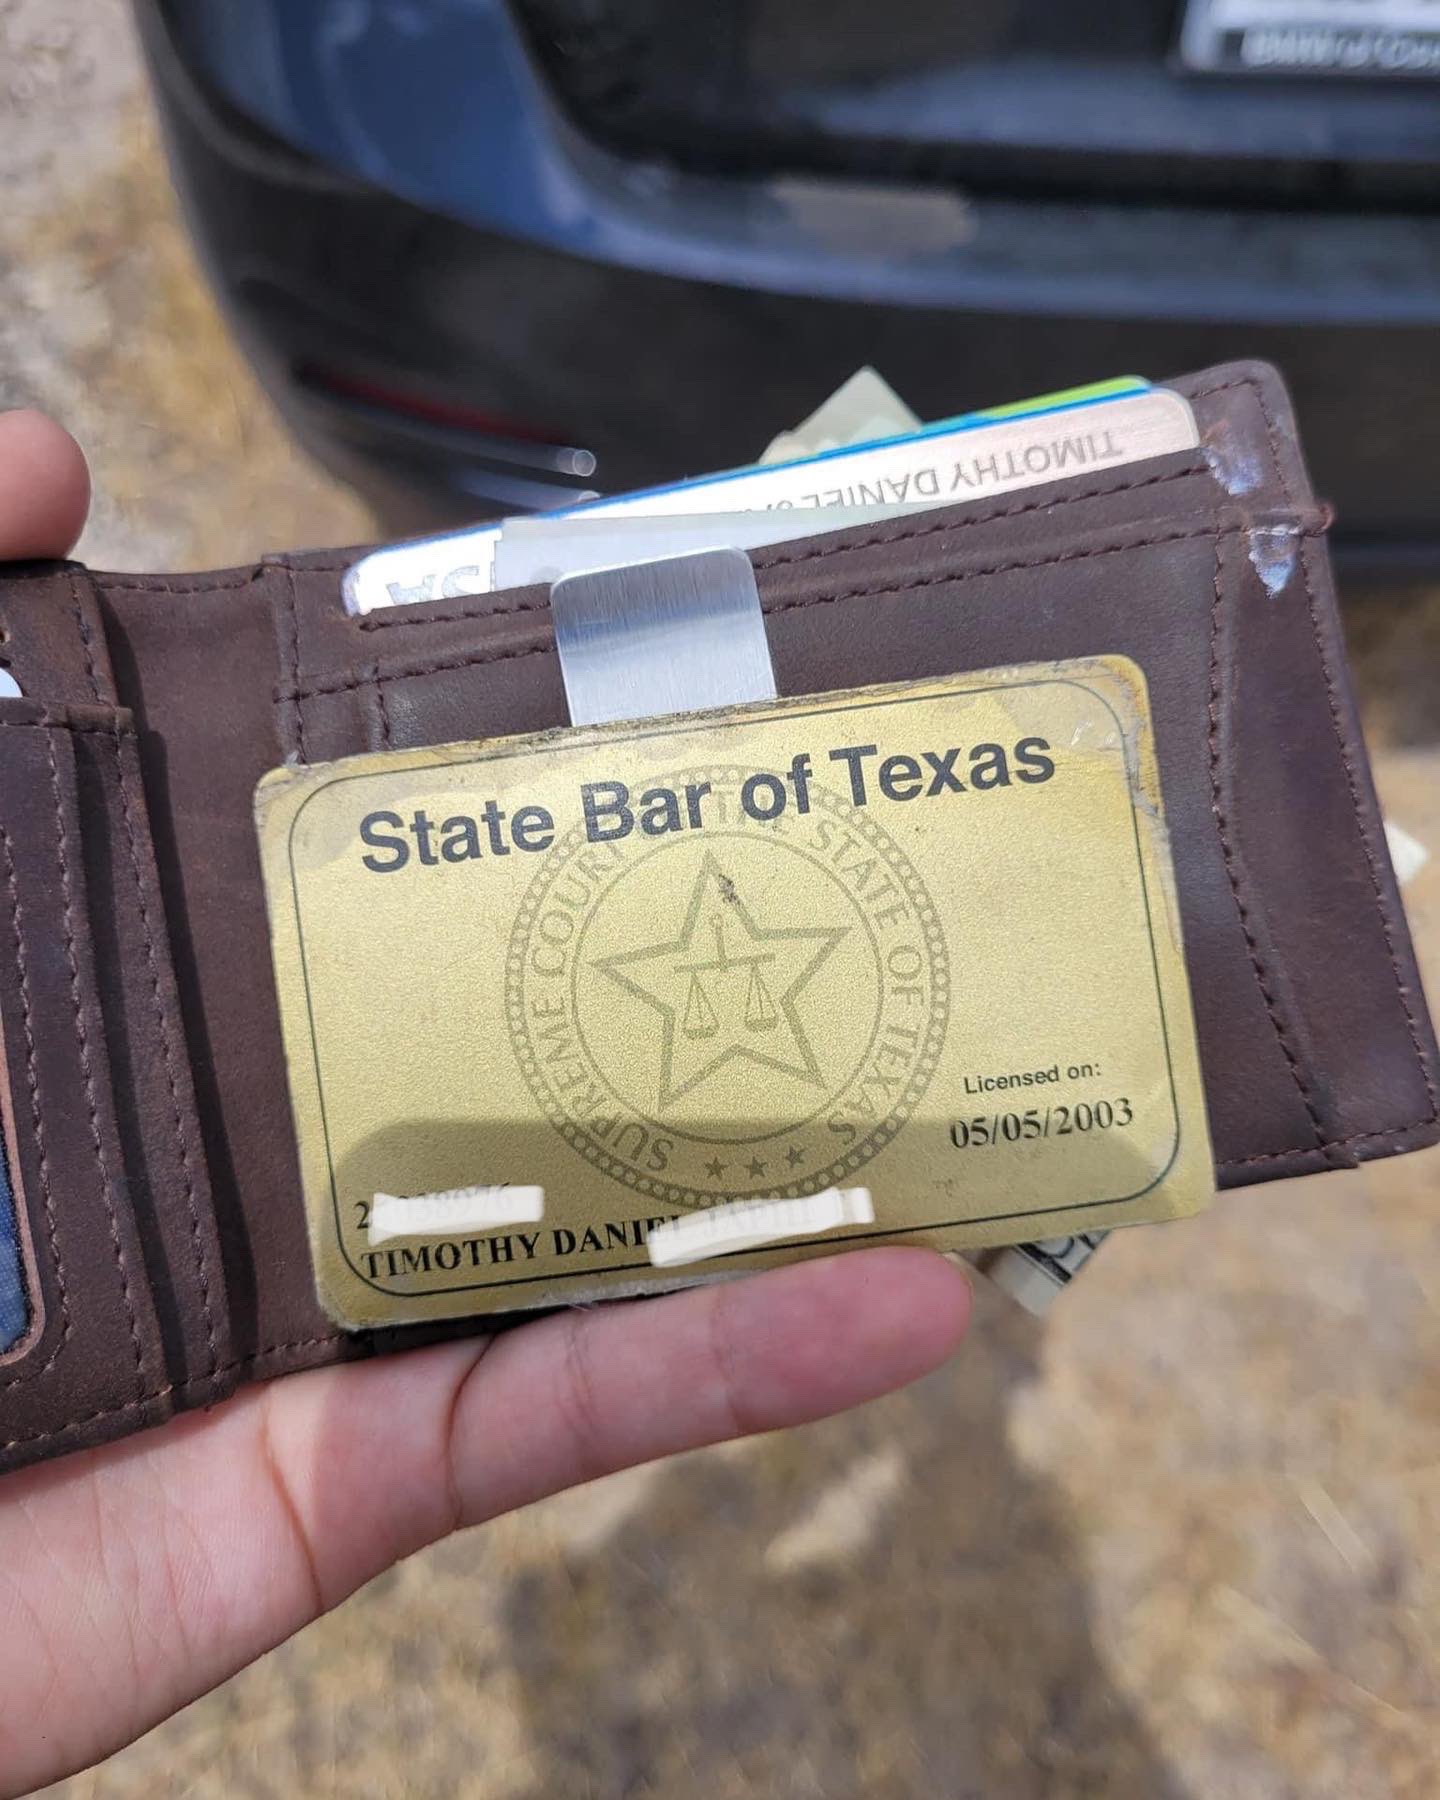 TIMOTHY DANIEL
State Bar of Texas
SUPREME COURT STATE OF TEXAS
Licensed on:
05/05/2003
TIMOTHY DANIEL